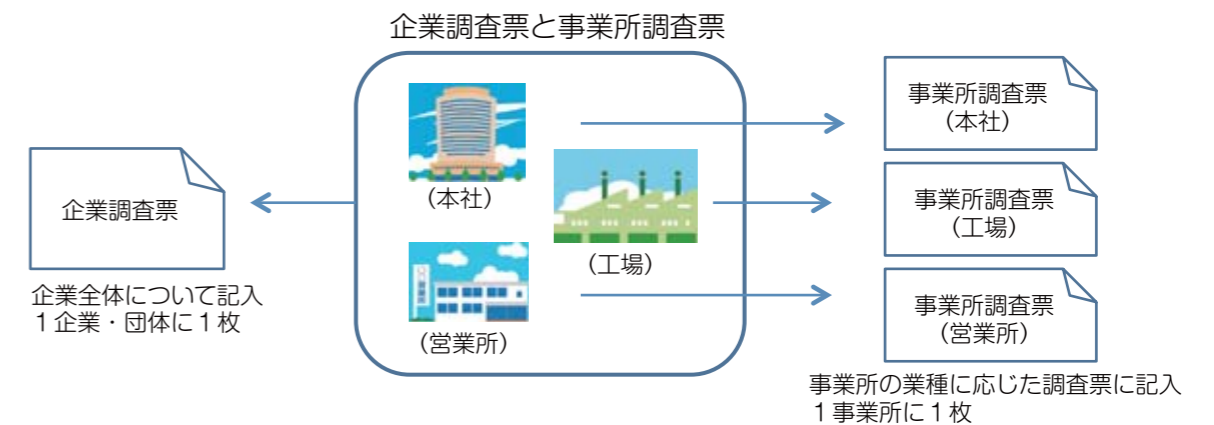 企業調査票と事業所調査票
企業調査票
企業全体について記入
１企業・団体に１枚
（本社）
（工場）
（営業所）
事業所調査票
（本社）
事業所調査票
（工場）
事業所調査票
（営業所）
事業所の業種に応じた調査票に記入
１事業所に１枚